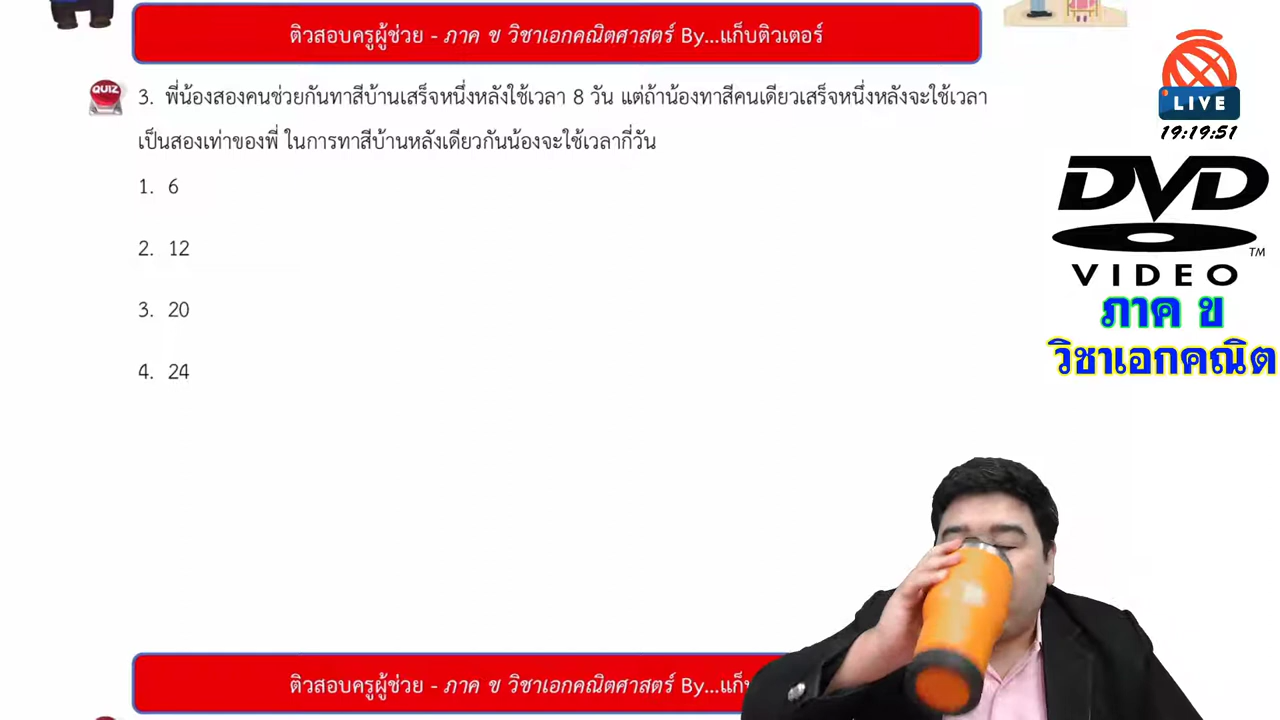 ติวสอบครูผู้ช่วย - ภาค ข วิชาเอกคณิตศาสตร์ By...แก็บติวเตอร์
QUIZ
3. พี่น้องสองคนช่วยกันทาสีบ้านเสร็จหนึ่งหลังใช้เวลา 8 วัน แต่ถ้าน้องทาสีคนเดียวเสร็จหนึ่งหลังจะใช้เวลา
เป็นสองเท่าของพี่ ในการทาสีบ้านหลังเดียวกันน้องจะใช้เวลากี่วัน
1. 6
2. 12
3. 20
4. 24
LIVE
19:19:51
DVD
TM
VIDEO
ภาค ข
วิชาเอกคณิต
ติวสอบครูผู้ช่วย - ภาค ข วิชาเอกคณิตศาสตร์ By...แก็บ